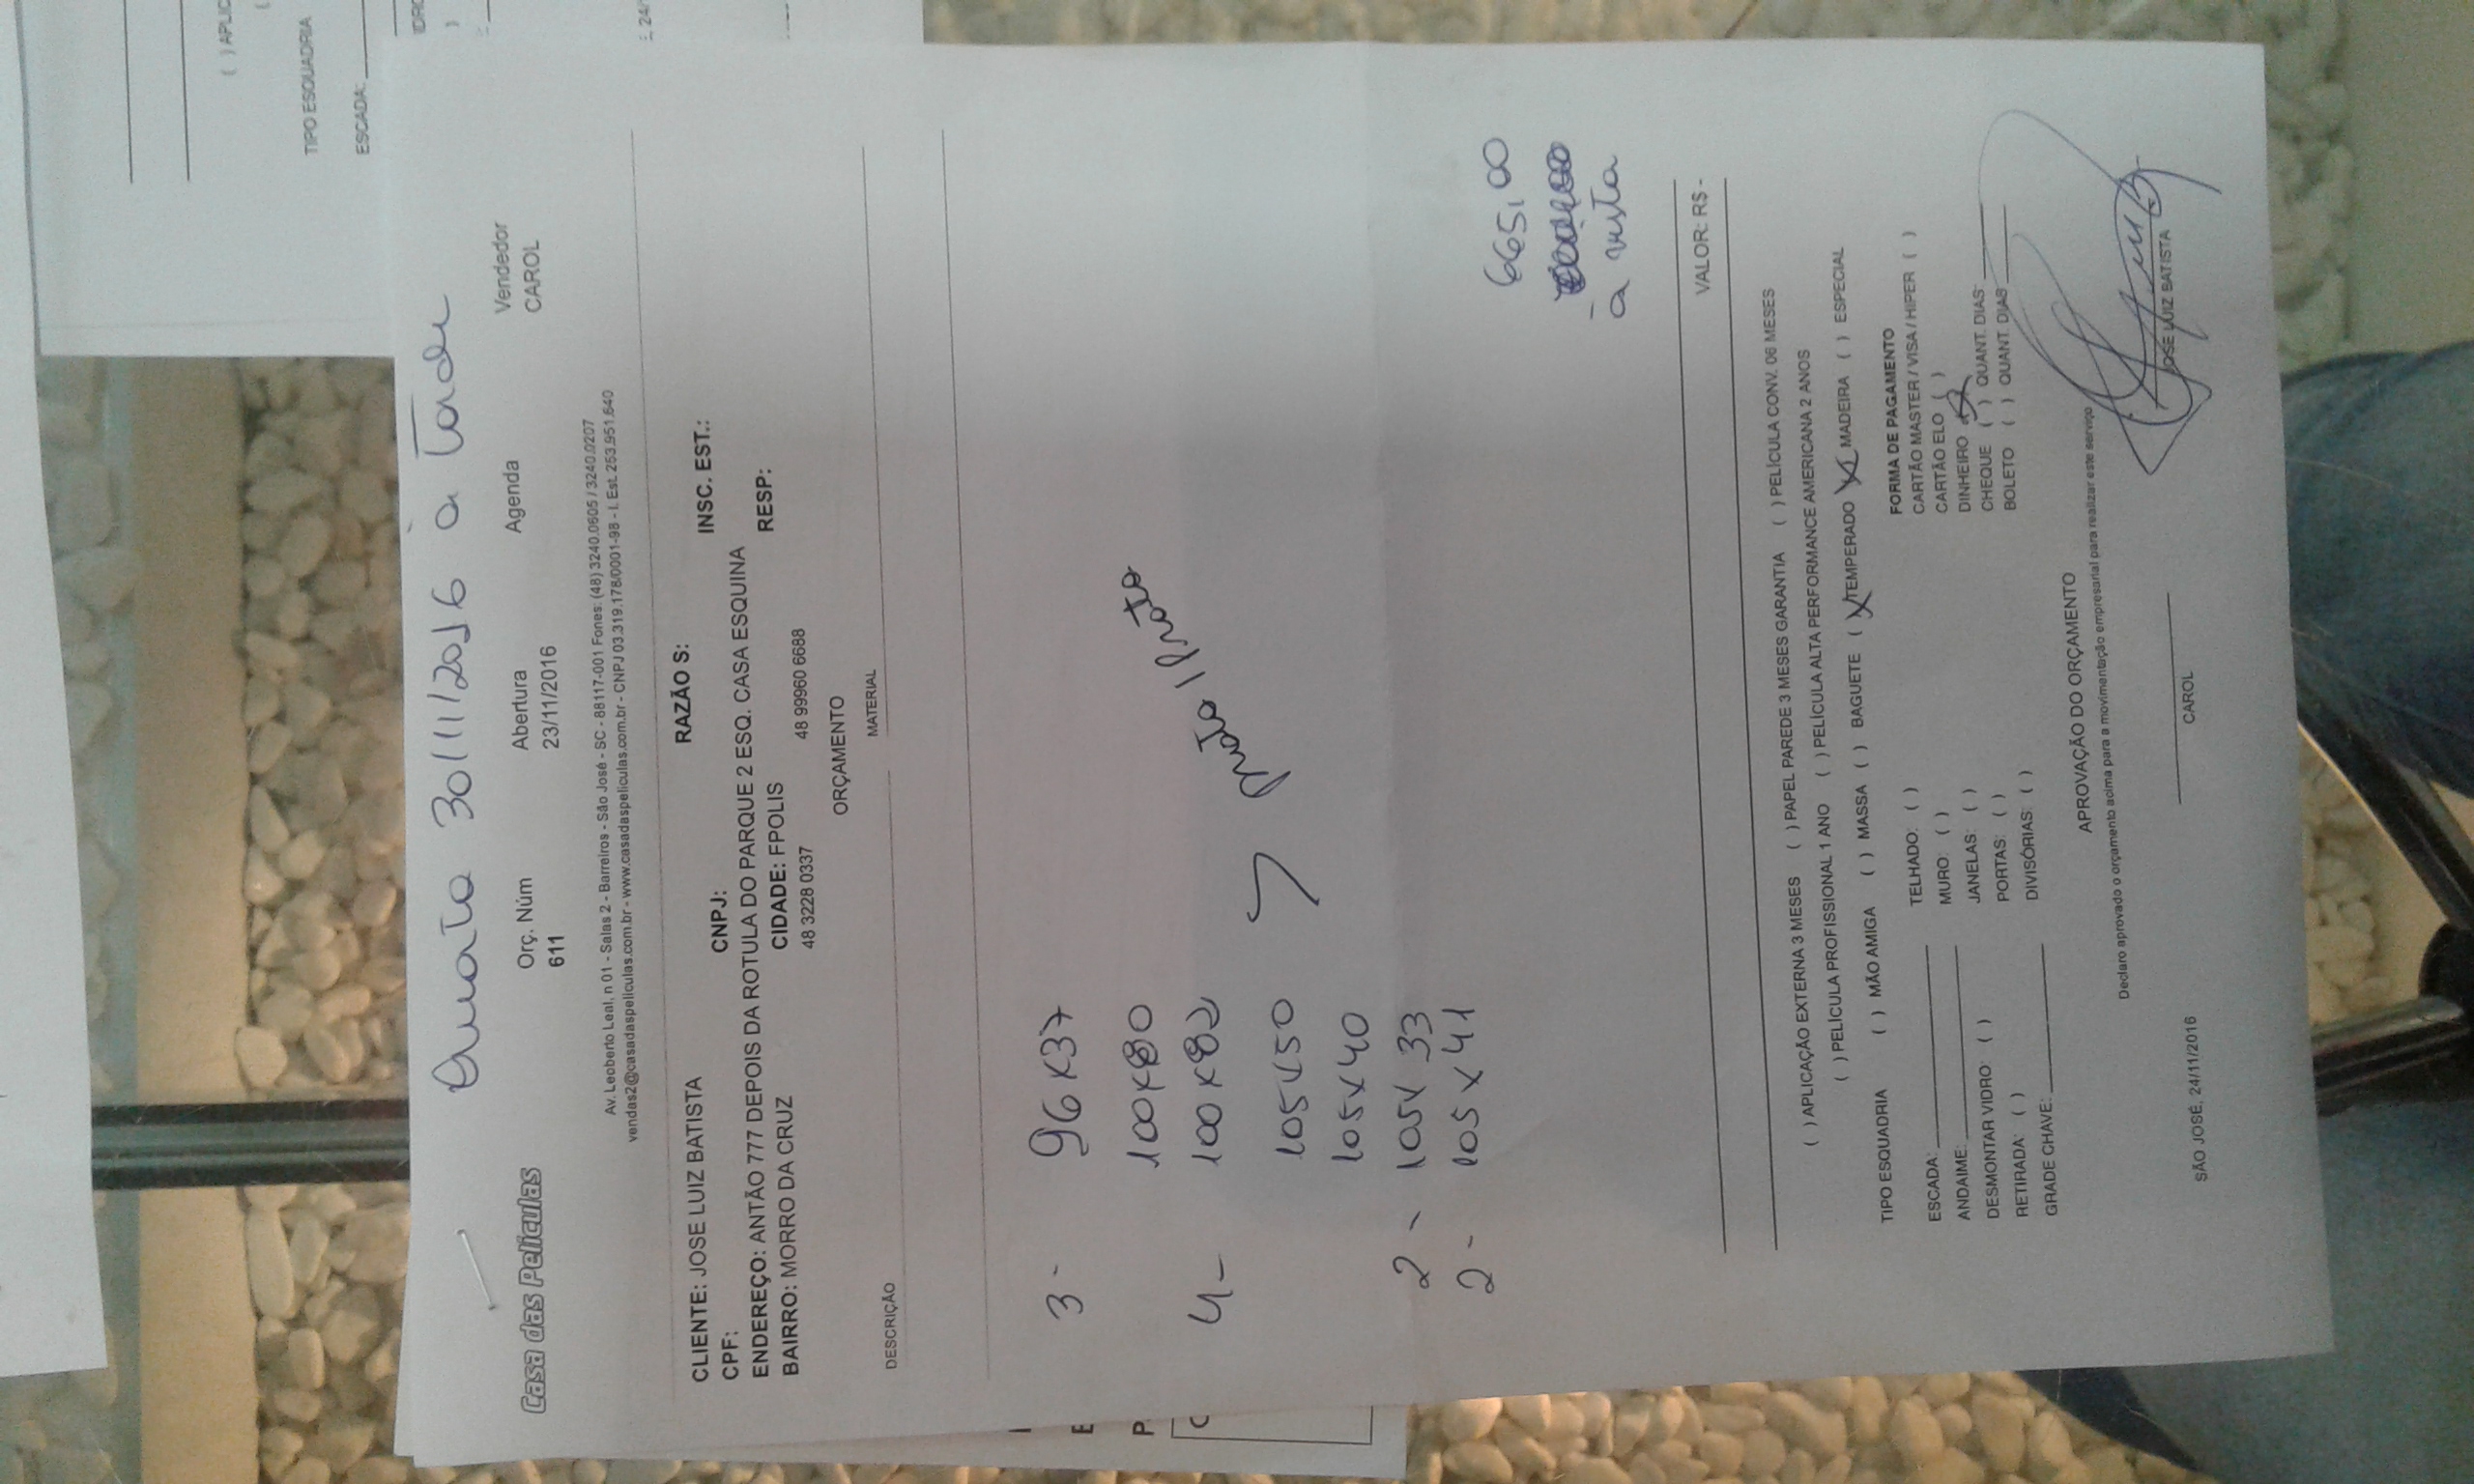 Quarta 30/11/2016 à Tarde
Casa das Películas
Orç. Núm Abertura Agenda Vendedor
611 23/11/2016 CAROL
Av. Leoberto Leal, n 01 - Salas 2 - Barreiros - São José - SC - 88117-001 Fones: (48) 3240.0605 / 3240.0207
vendas2@casadaspeliculas.com.br - www.casadaspeliculas.com.br - CNPJ 03.319.178/0001-98 - I. Est. 253.951.640
CLIENTE: JOSE LUIZ BATISTA RAZÃO S:
CPF: CNPJ: INSC. EST.:
ENDEREÇO: ANTÃO 777 DEPOIS DA ROTULA DO PARQUE 2 ESQ. CASA ESQUINA
BAIRRO: MORRO DA CRUZ CIDADE: FPOLIS RESP:
48 3228 0337 48 99960 6688
ORÇAMENTO
DESCRIÇÃO MATERIAL
3 - 96x37
100x80
4 - 100x82 prata / prata
105x50
105x40
2 - 105x33
2 - 105x41
665,00
à vista
VALOR: R$ -
( ) APLICAÇÃO EXTERNA 3 MESES ( ) PAPEL PAREDE 3 MESES GARANTIA ( ) PELÍCULA CONV. 06 MESES
( ) PELÍCULA PROFISSIONAL 1 ANO ( ) PELÍCULA ALTA PERFORMANCE AMERICANA 2 ANOS
TIPO ESQUADRIA ( ) MÃO AMIGA ( ) MASSA ( ) BAGUETE (X) TEMPERADO (X) MADEIRA ( ) ESPECIAL
FORMA DE PAGAMENTO
ESCADA: TELHADO: ( ) CARTÃO MASTER / VISA / HIPER ( )
ANDAIME: MURO: ( ) CARTÃO ELO ( )
DESMONTAR VIDRO: ( ) JANELAS: ( ) DINHEIRO (X)
RETIRADA: ( ) PORTAS: ( ) CHEQUE ( ) QUANT. DIAS:
GRADE CHAVE: DIVISÓRIAS: ( ) BOLETO ( ) QUANT. DIAS
APROVAÇÃO DO ORÇAMENTO
Declaro aprovado o orçamento acima para a movimentação empresarial para realizar este serviço
SÃO JOSÉ, 24/11/2016 CAROL JOSE LUIZ BATISTA
( ) APLIC
TIPO ESQUADRIA
ESCADA: